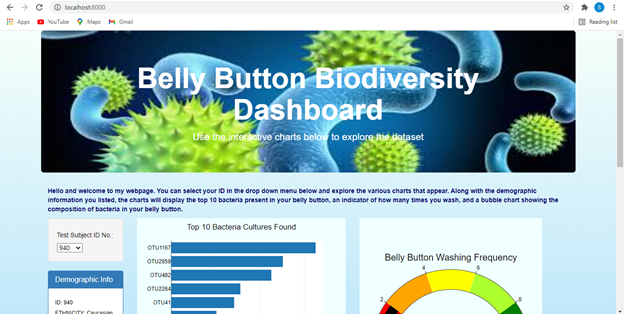 localhost:8000
S
Apps
YouTube
Maps
Gmail
Reading list
Belly Button Biodiversity
Dashboard
Use the interactive charts below to explore the dataset
Hello and welcome to my webpage. You can select your ID in the drop down menu below and explore the various charts that appear. Along with the demographic
information you listed, the charts will display the top 10 bacteria present in your belly button, an indicator of how many times you wash, and a bubble chart showing the
composition of bacteria in your belly button.
Test Subject ID No.:
940
Demographic Info
ID: 940
ETHNICITY: Caucasian
Top 10 Bacteria Cultures Found
OTU1167
OTU2859
OTU482
OTU2264
OTU41
Belly Button Washing Frequency
2
4
6
8